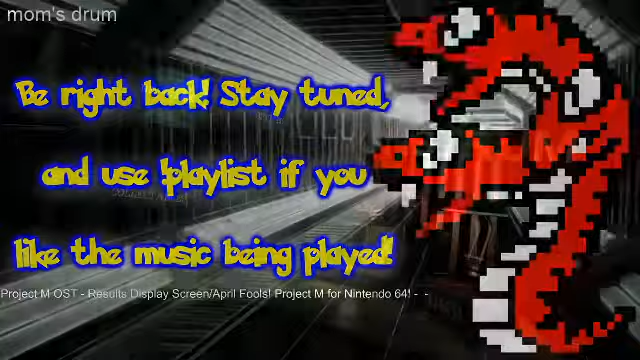 mom's drum
Be right back! Stay tuned,
and use !playlist if you
like the music being played!
Project M OST - Results Display Screen/April Fools! Project M for Nintendo 64! - -